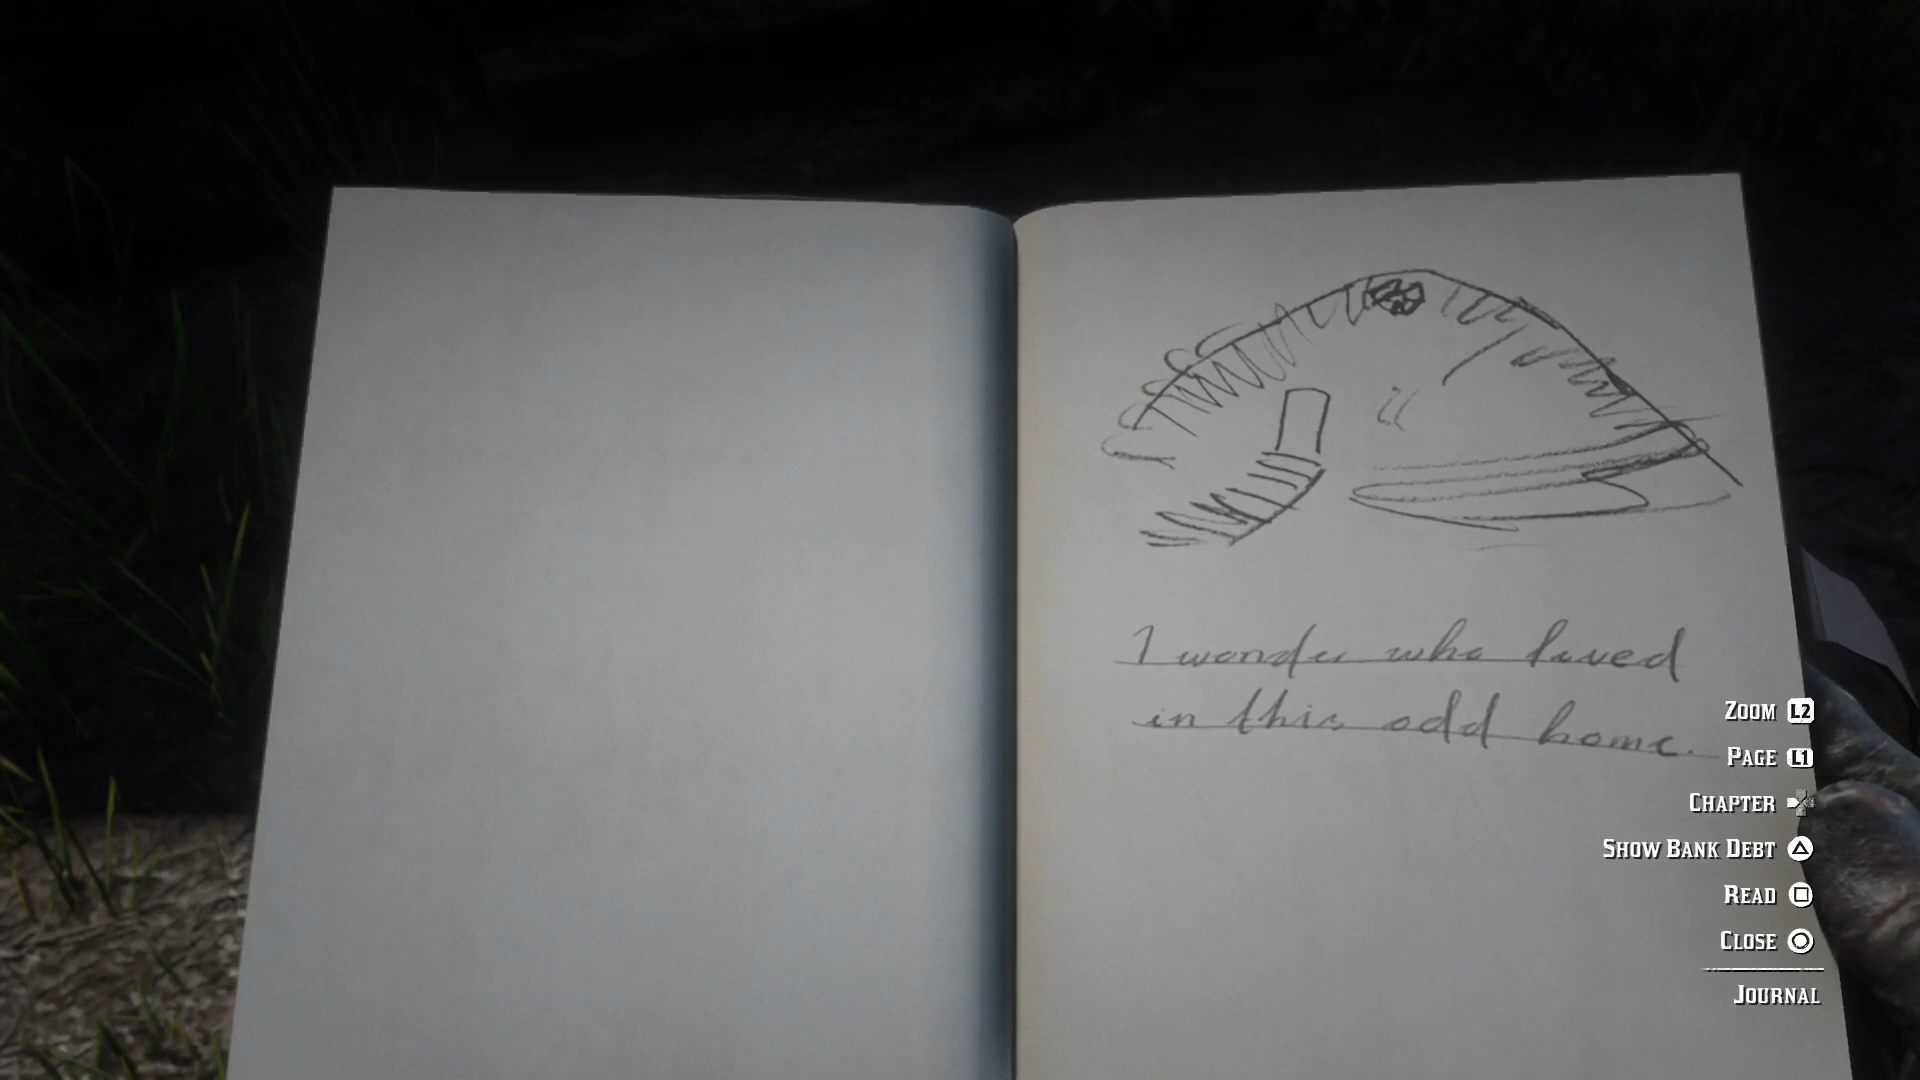 I wonder who lived
in this odd home.
ZOOM L2
PAGE L1
CHAPTER
SHOW BANK DEBT
READ
CLOSE
JOURNAL